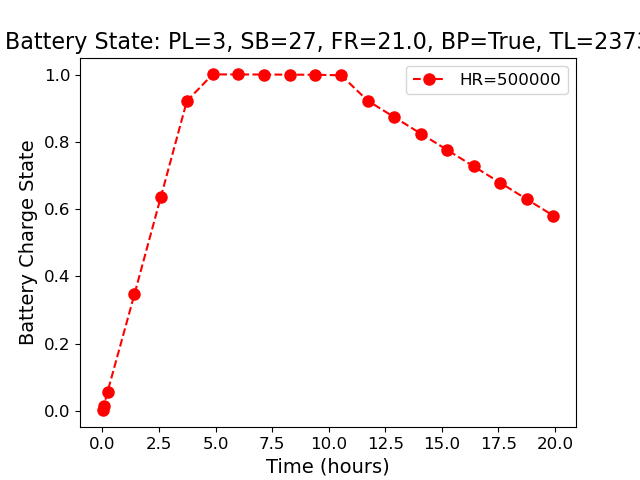 Battery State: PL=3, SB=27, FR=21.0, BP=True, TL=2373
HR=500000
Battery Charge State
1.0
0.8
0.6
0.4
0.2
0.0
0.0 2.5 5.0 7.5 10.0 12.5 15.0 17.5 20.0
Time (hours)